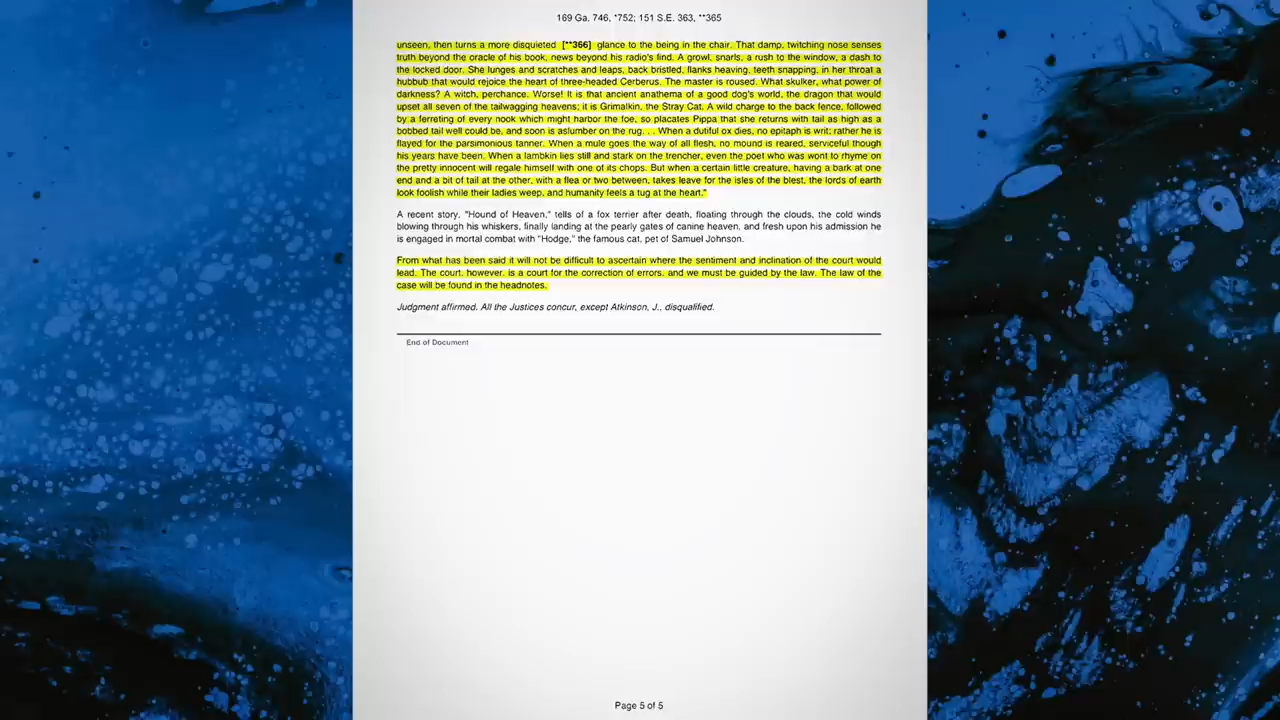 169 Ga. 746, *752; 151 S.E. 363, **365
unseen, then turns a more disquieted [**366] glance to the being in the chair. That damp, twitching nose senses
truth beyond the oracle of his book, news beyond his radio's find. A growl, snarls, a rush to the window, a dash to
the locked door. She lunges and scratches and leaps, back bristled, flanks heaving, teeth snapping, in her throat a
hubbub that would rejoice the heart of three-headed Cerberus. The master is roused. What skulker, what power of
darkness? A witch, perchance. Worse! It is that ancient anathema of a good dog's world, the dragon that would
upset all seven of the tailwagging heavens; it is Grimalkin, the Stray Cat. A wild charge to the back fence, followed
by a ferreting of every nook which might harbor the foe, so placates Pippa that she returns with tail as high as a
bobbed tail well could be, and soon is aslumber on the rug. . . When a dutiful ox dies, no epitaph is writ; rather he is
flayed for the parsimonious tanner. When a mule goes the way of all flesh, no mound is reared, serviceful though
his years have been. When a lambkin lies still and stark on the trencher, even the poet who was wont to rhyme on
the pretty innocent will regale himself with one of its chops. But when a certain little creature, having a bark at one
end and a bit of tail at the other, with a flea or two between, takes leave for the isles of the blest, the lords of earth
look foolish while their ladies weep, and humanity feels a tug at the heart."
A recent story, "Hound of Heaven," tells of a fox terrier after death, floating through the clouds, the cold winds
blowing through his whiskers, finally landing at the pearly gates of canine heaven, and fresh upon his admission he
is engaged in mortal combat with "Hodge," the famous cat, pet of Samuel Johnson.
From what has been said it will not be difficult to ascertain where the sentiment and inclination of the court would
lead. The court, however, is a court for the correction of errors, and we must be guided by the law. The law of the
case will be found in the headnotes.
Judgment affirmed. All the Justices concur, except Atkinson, J., disqualified.
End of Document
Page 5 of 5